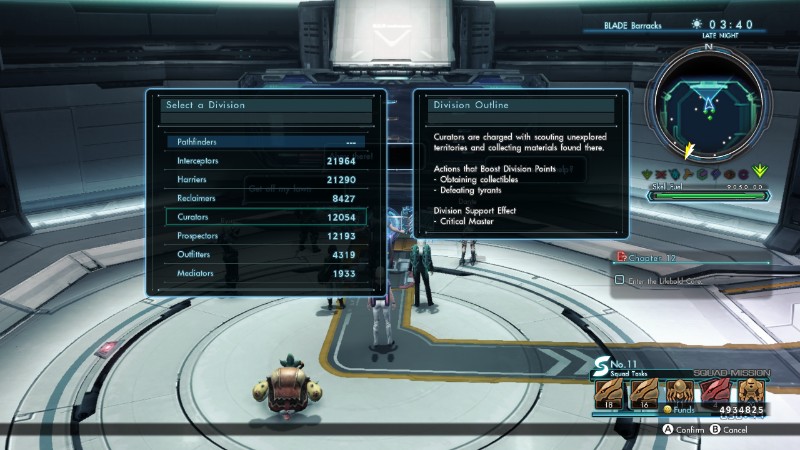 BLADE Barracks 03:40
LATE NIGHT
N
Select a Division
Pathfinders ---
Interceptors 21964
Harriers 21290
Reclaimers 8427
Curators 12054
Prospectors 12193
Outfitters 4319
Mediators 1933
Division Outline
Curators are charged with scouting unexplored
territories and collecting materials found there.
Actions that Boost Division Points
- Obtaining collectibles
- Defeating tyrants
Division Support Effect
- Critical Master
Skell Fuel
Chapter 12
Enter the Lifehold Core.
No.11
Squad Tasks
SQUAD MISSION
18 16
Funds 4934825
A Confirm B Cancel